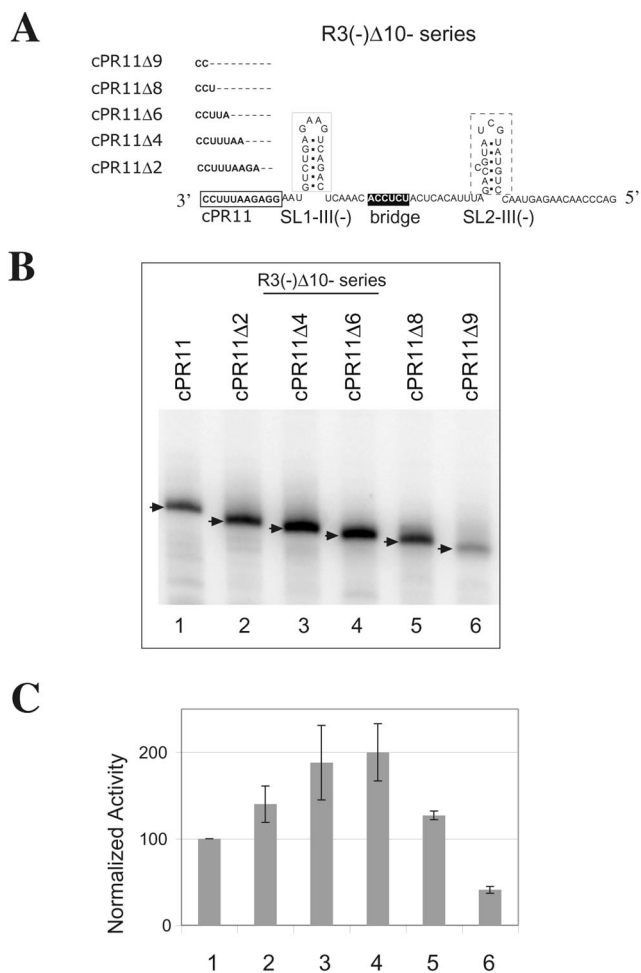 A
R3(-)Δ10- series
cPR11Δ9 CC-----------
cPR11Δ8 CCU---------
cPR11Δ6 CCUUA------
cPR11Δ4 CCUUUAA----
cPR11Δ2 CCUUUAAGA--
3' CCUUUAAGAGG AAU UCAAAC ACCUCU ACUCACAUUUA CAAUGAGAACAACCCAG 5'
cPR11 SL1-III(-) bridge SL2-III(-)
B
R3(-)Δ10- series
cPR11 cPR11Δ2 cPR11Δ4 cPR11Δ6 cPR11Δ8 cPR11Δ9
1 2 3 4 5 6
C
Normalized Activity
200
100
0
1 2 3 4 5 6